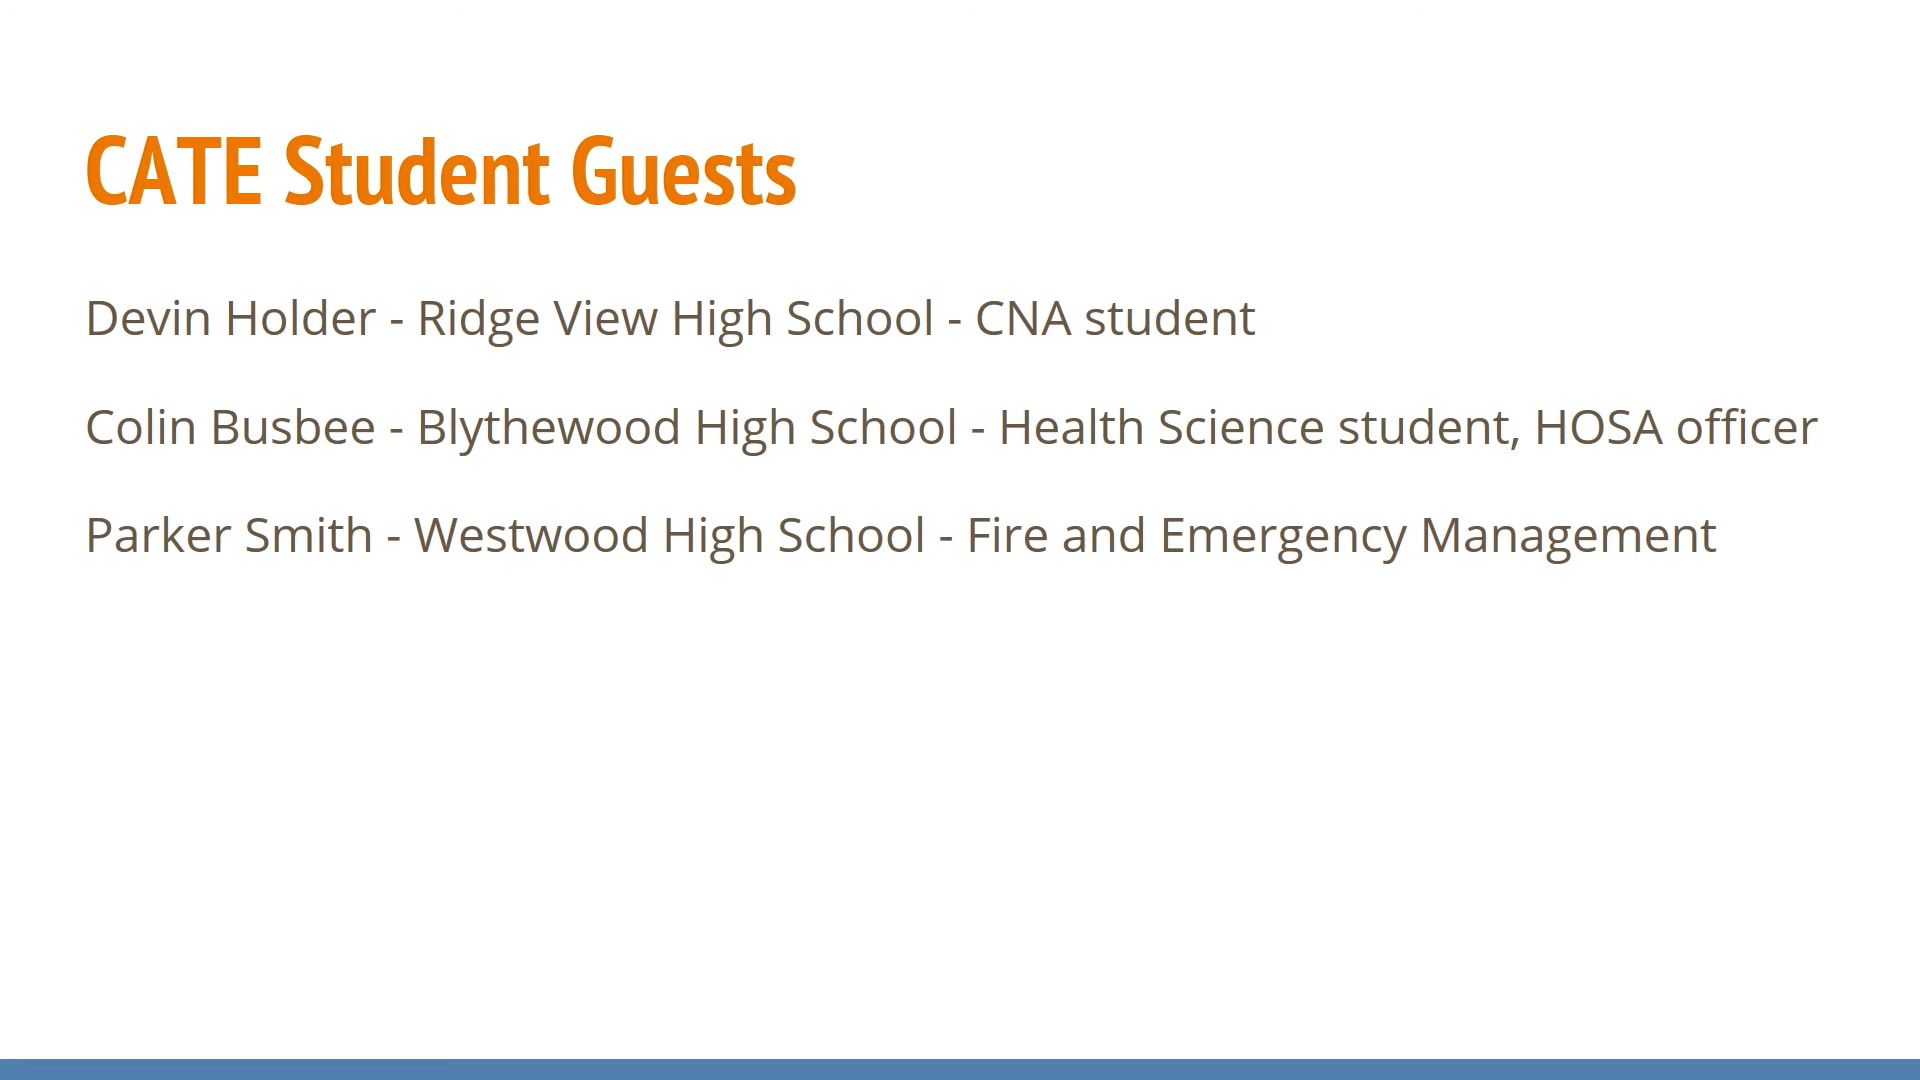 CATE Student Guests
Devin Holder - Ridge View High School - CNA student
Colin Busbee - Blythewood High School - Health Science student, HOSA officer
Parker Smith - Westwood High School - Fire and Emergency Management